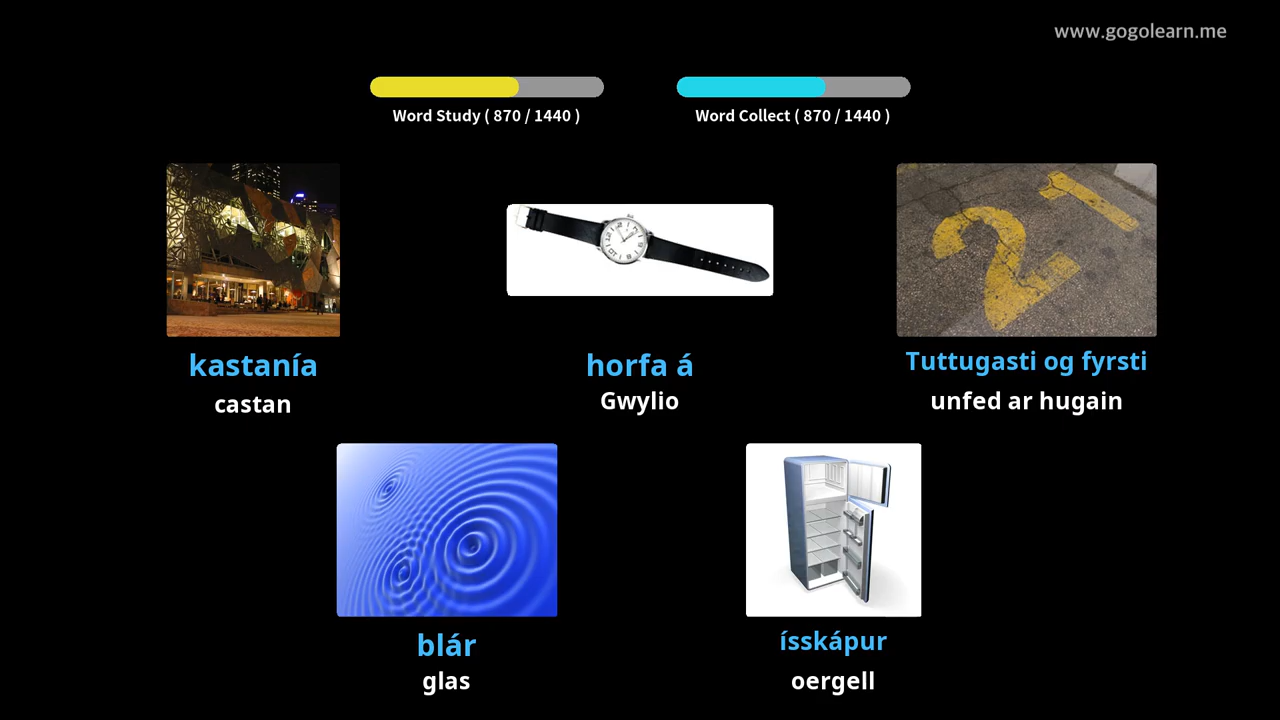 www.gogolearn.me
Word Study ( 870 / 1440 )
Word Collect ( 870 / 1440 )
21
kastanía
castan
horfa á
Gwylio
Tuttugasti og fyrsti
unfed ar hugain
blár
glas
ísskápur
oergell